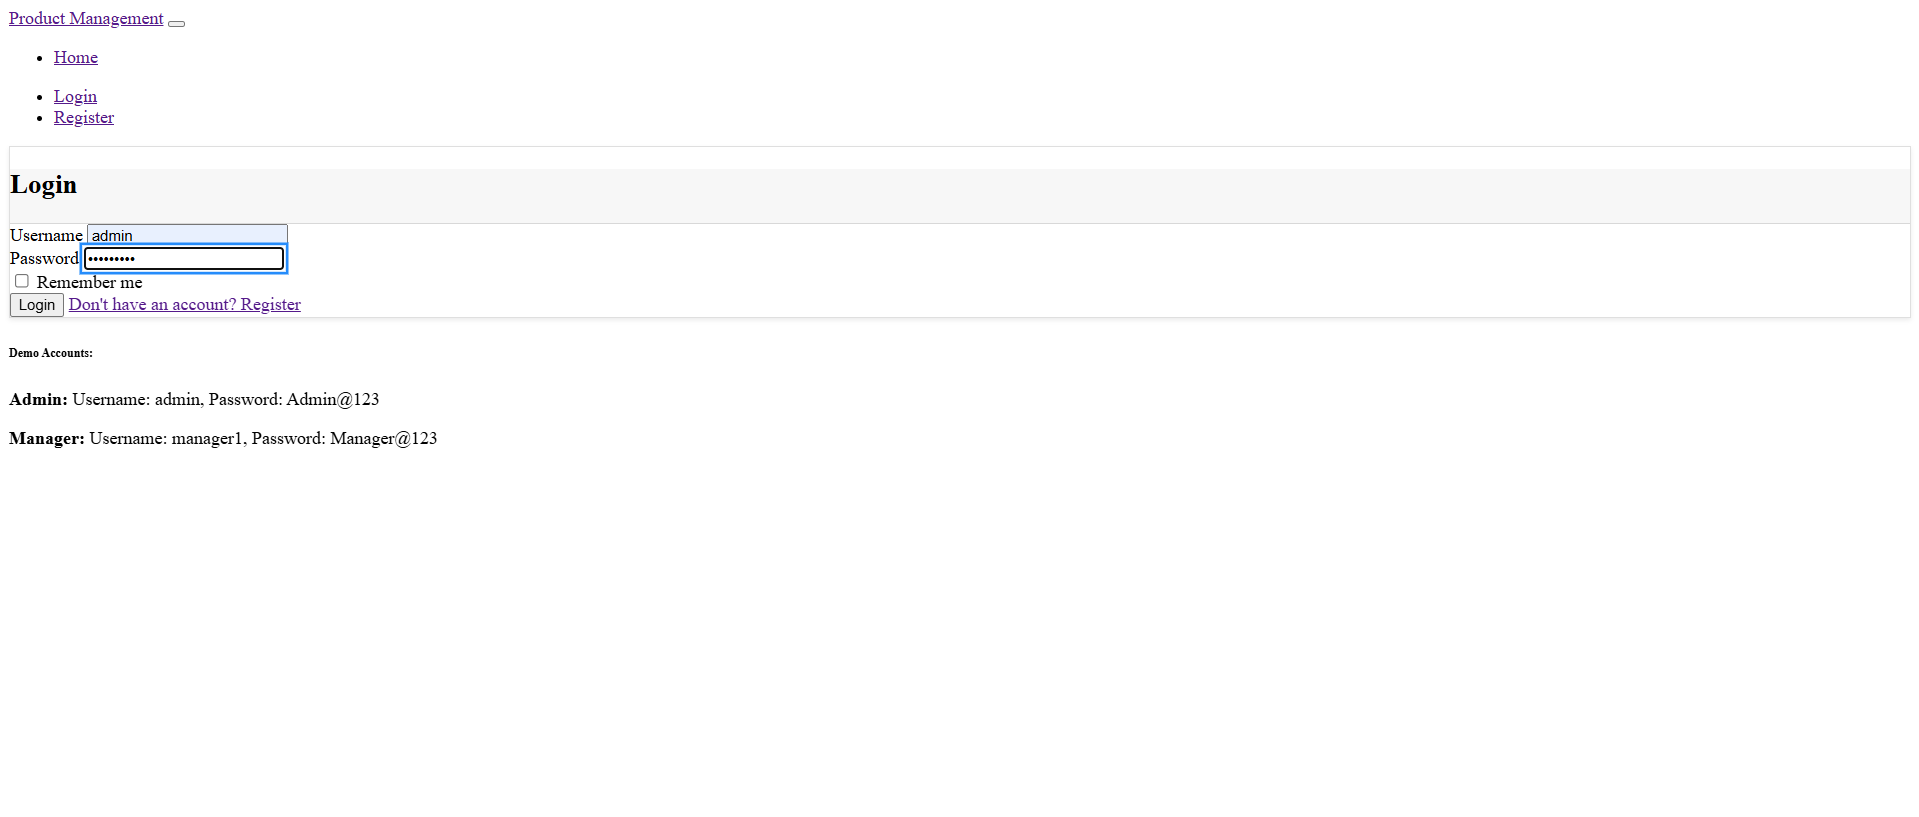 Product Management
Home
Login
Register
Login
Username admin
Password •••••••••
Remember me
Login Don't have an account? Register
Demo Accounts:
Admin: Username: admin, Password: Admin@123
Manager: Username: manager1, Password: Manager@123